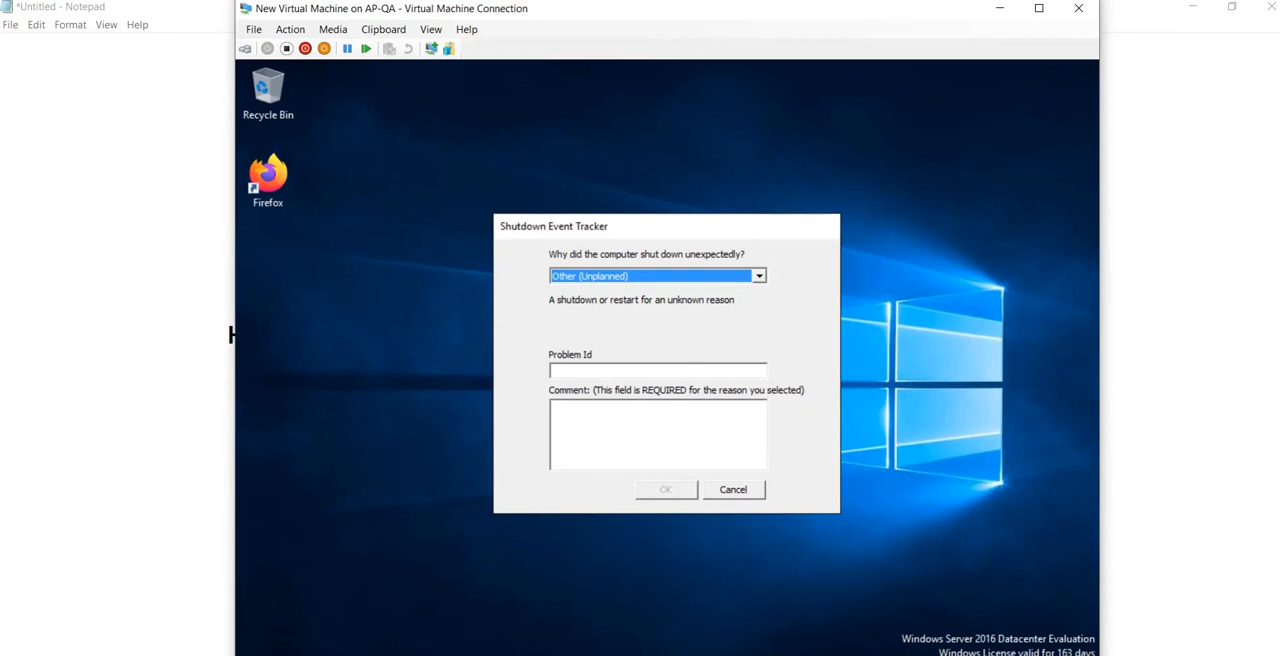 *Untitled - Notepad
File Edit Format View Help
New Virtual Machine on AP-QA - Virtual Machine Connection
File Action Media Clipboard View Help
Recycle Bin
Firefox
Shutdown Event Tracker
Why did the computer shut down unexpectedly?
Other (Unplanned)
A shutdown or restart for an unknown reason
Problem Id
Comment: (This field is REQUIRED for the reason you selected)
OK
Cancel
Windows Server 2016 Datacenter Evaluation
Windows License valid for 163 days